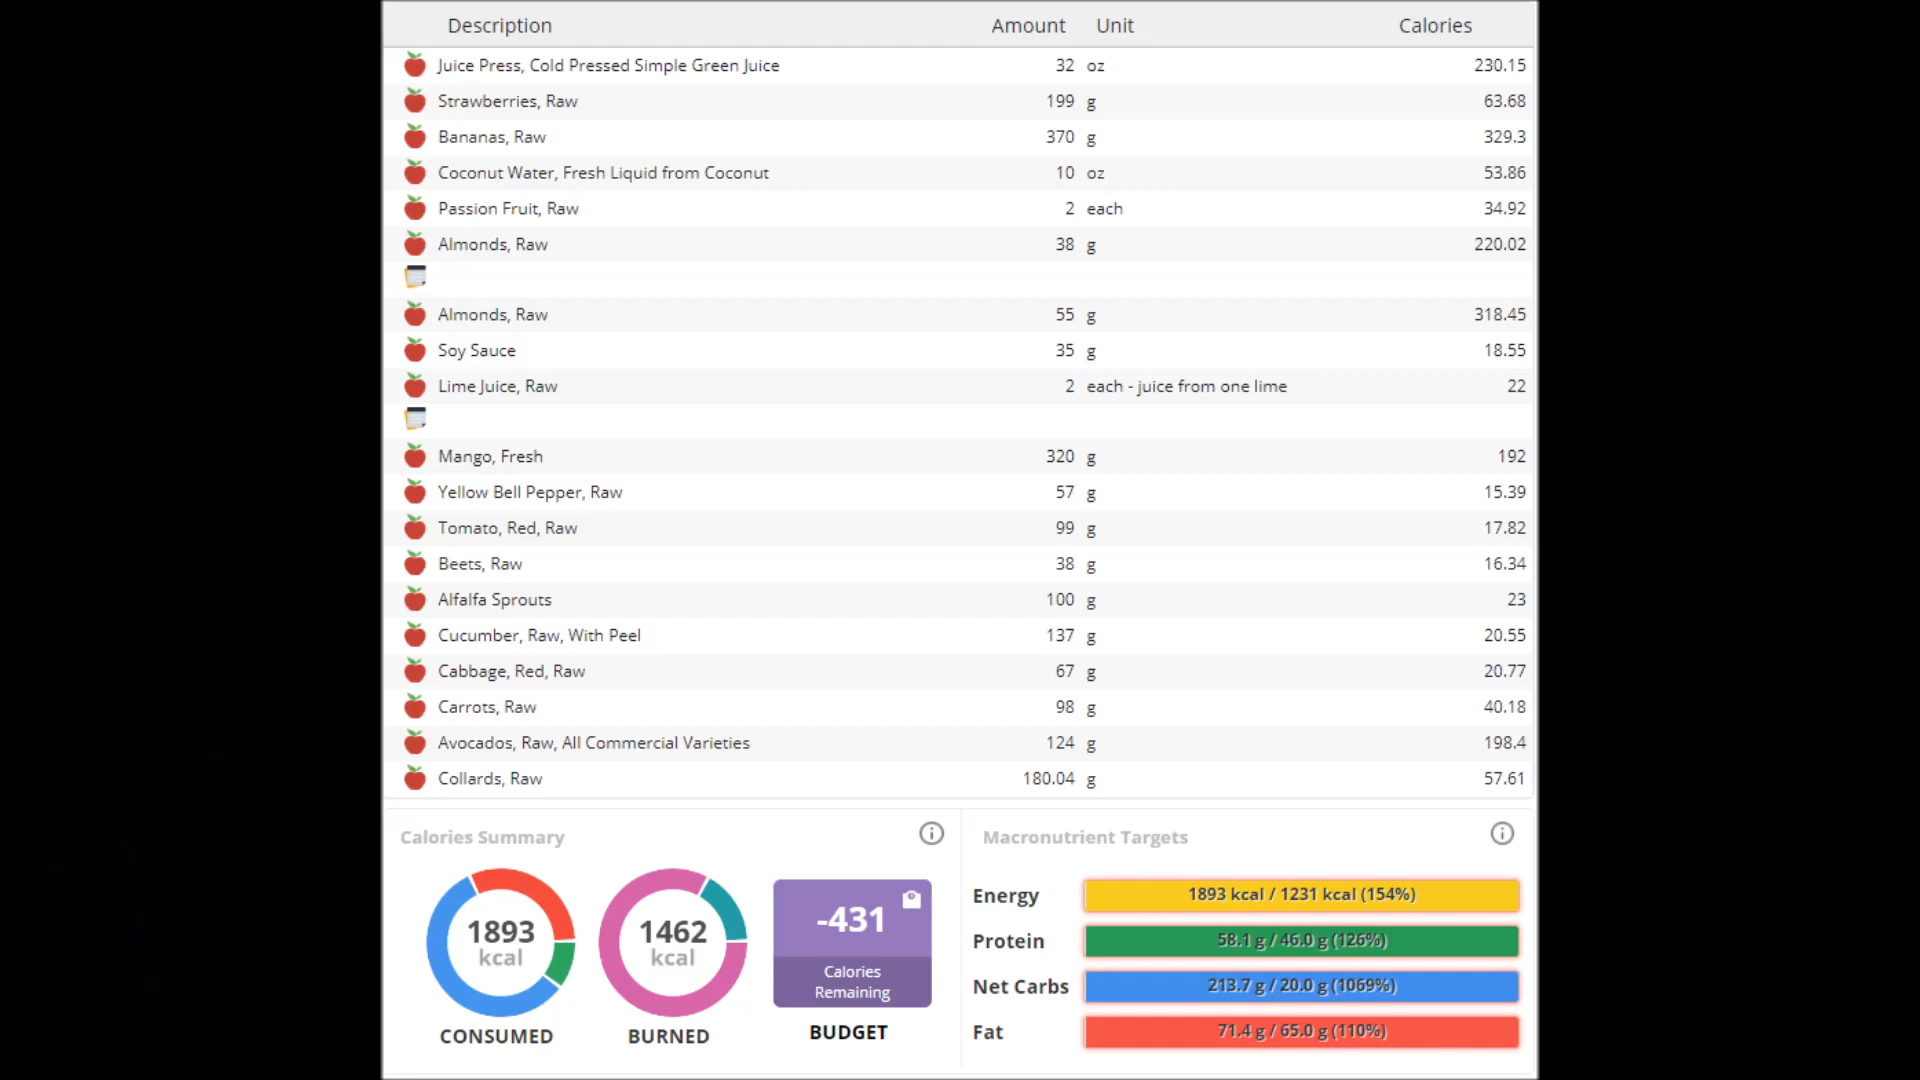 Description Amount Unit Calories
Juice Press, Cold Pressed Simple Green Juice 32 oz 230.15
Strawberries, Raw 199 g 63.68
Bananas, Raw 370 g 329.3
Coconut Water, Fresh Liquid from Coconut 10 oz 53.86
Passion Fruit, Raw 2 each 34.92
Almonds, Raw 38 g 220.02
Almonds, Raw 55 g 318.45
Soy Sauce 35 g 18.55
Lime Juice, Raw 2 each - juice from one lime 22
Mango, Fresh 320 g 192
Yellow Bell Pepper, Raw 57 g 15.39
Tomato, Red, Raw 99 g 17.82
Beets, Raw 38 g 16.34
Alfalfa Sprouts 100 g 23
Cucumber, Raw, With Peel 137 g 20.55
Cabbage, Red, Raw 67 g 20.77
Carrots, Raw 98 g 40.18
Avocados, Raw, All Commercial Varieties 124 g 198.4
Collards, Raw 180.04 g 57.61
Calories Summary
1893
kcal
CONSUMED
1462
kcal
BURNED
-431
Calories
Remaining
BUDGET
Macronutrient Targets
Energy 1893 kcal / 1231 kcal (154%)
Protein 58.1 g / 46.0 g (126%)
Net Carbs 213.7 g / 20.0 g (1069%)
Fat 71.4 g / 65.0 g (110%)